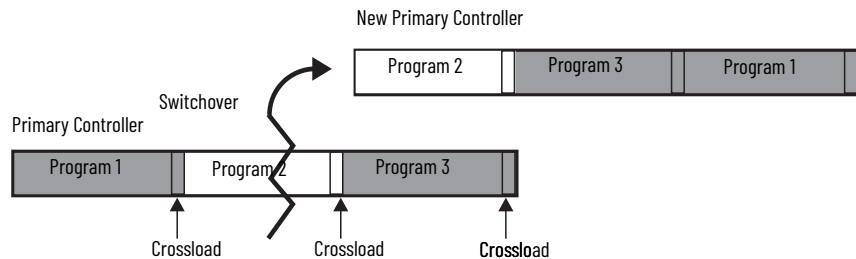 New Primary Controller
Program 2 Program 3 Program 1
Switchover
Primary Controller
Program 1 Program 2 Program 3
Crossload Crossload Crossload